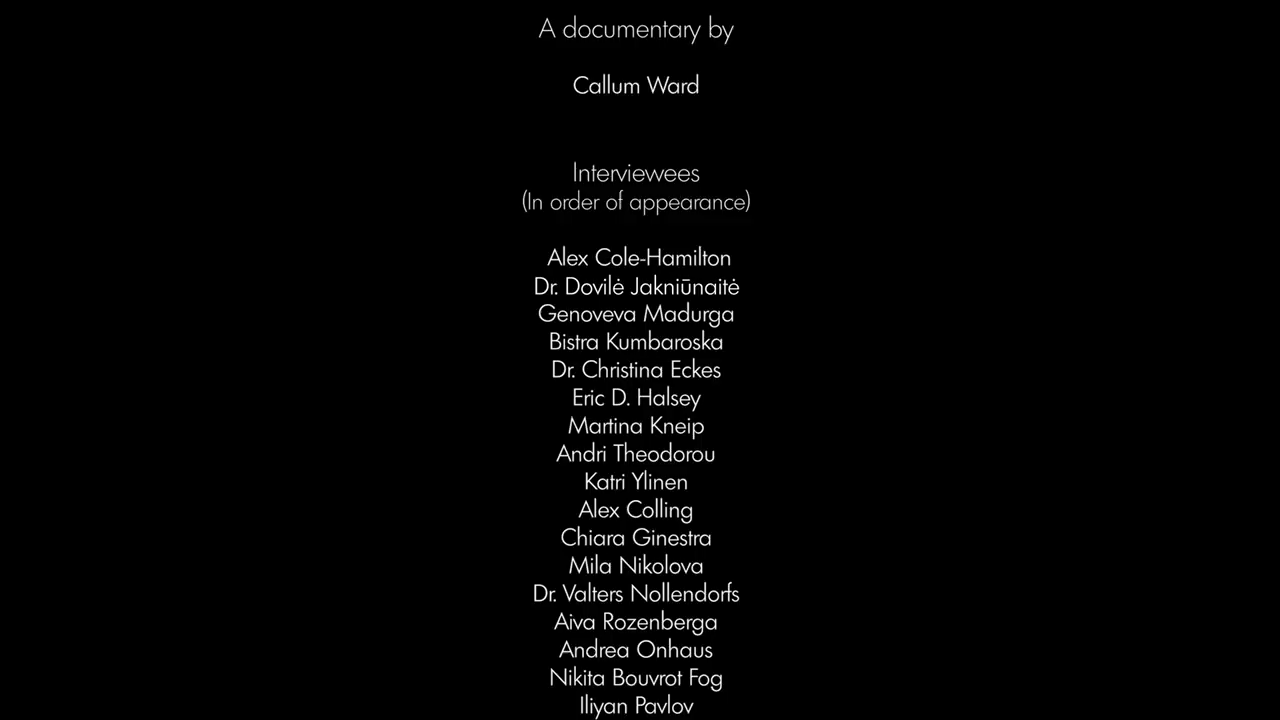 A documentary by
Callum Ward
Interviewees
(In order of appearance)
Alex Cole-Hamilton
Dr. Dovilė Jakniūnaitė
Genoveva Madurga
Bistra Kumbaroska
Dr. Christina Eckes
Eric D. Halsey
Martina Kneip
Andri Theodorou
Katri Ylinen
Alex Colling
Chiara Ginestra
Mila Nikolova
Dr. Valters Nollendorfs
Aiva Rozenberga
Andrea Onhaus
Nikita Bouvrot Fog
Iliyan Pavlov